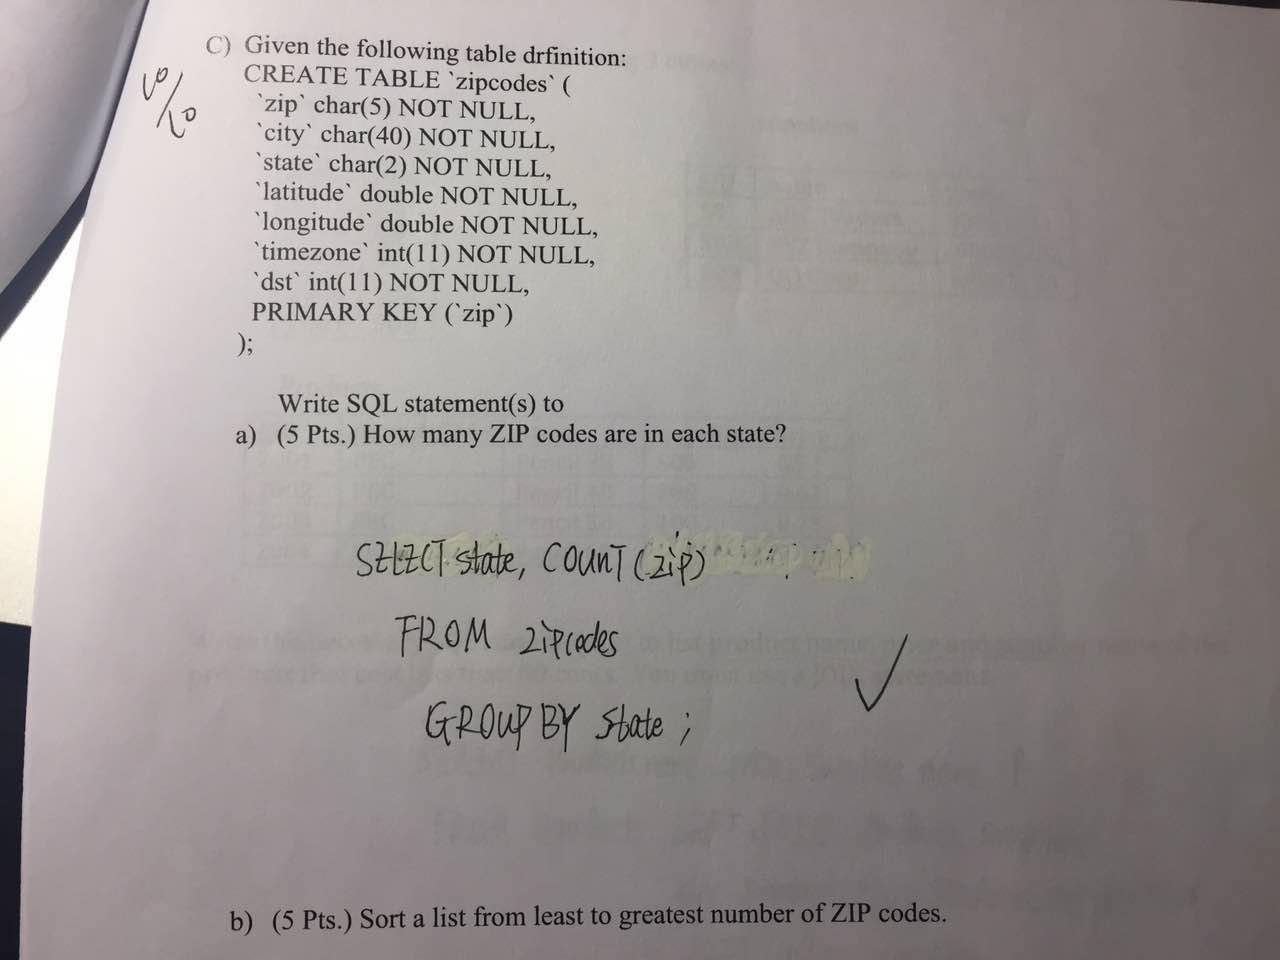 C) Given the following table drfinition:
CREATE TABLE `zipcodes` (
`zip` char(5) NOT NULL,
`city` char(40) NOT NULL,
`state` char(2) NOT NULL,
`latitude` double NOT NULL,
`longitude` double NOT NULL,
`timezone` int(11) NOT NULL,
`dst` int(11) NOT NULL,
PRIMARY KEY (`zip`)
);
Write SQL statement(s) to
a) (5 Pts.) How many ZIP codes are in each state?
SELECT state, COUNT (zip)
FROM zipcodes
GROUP BY state ;
b) (5 Pts.) Sort a list from least to greatest number of ZIP codes.